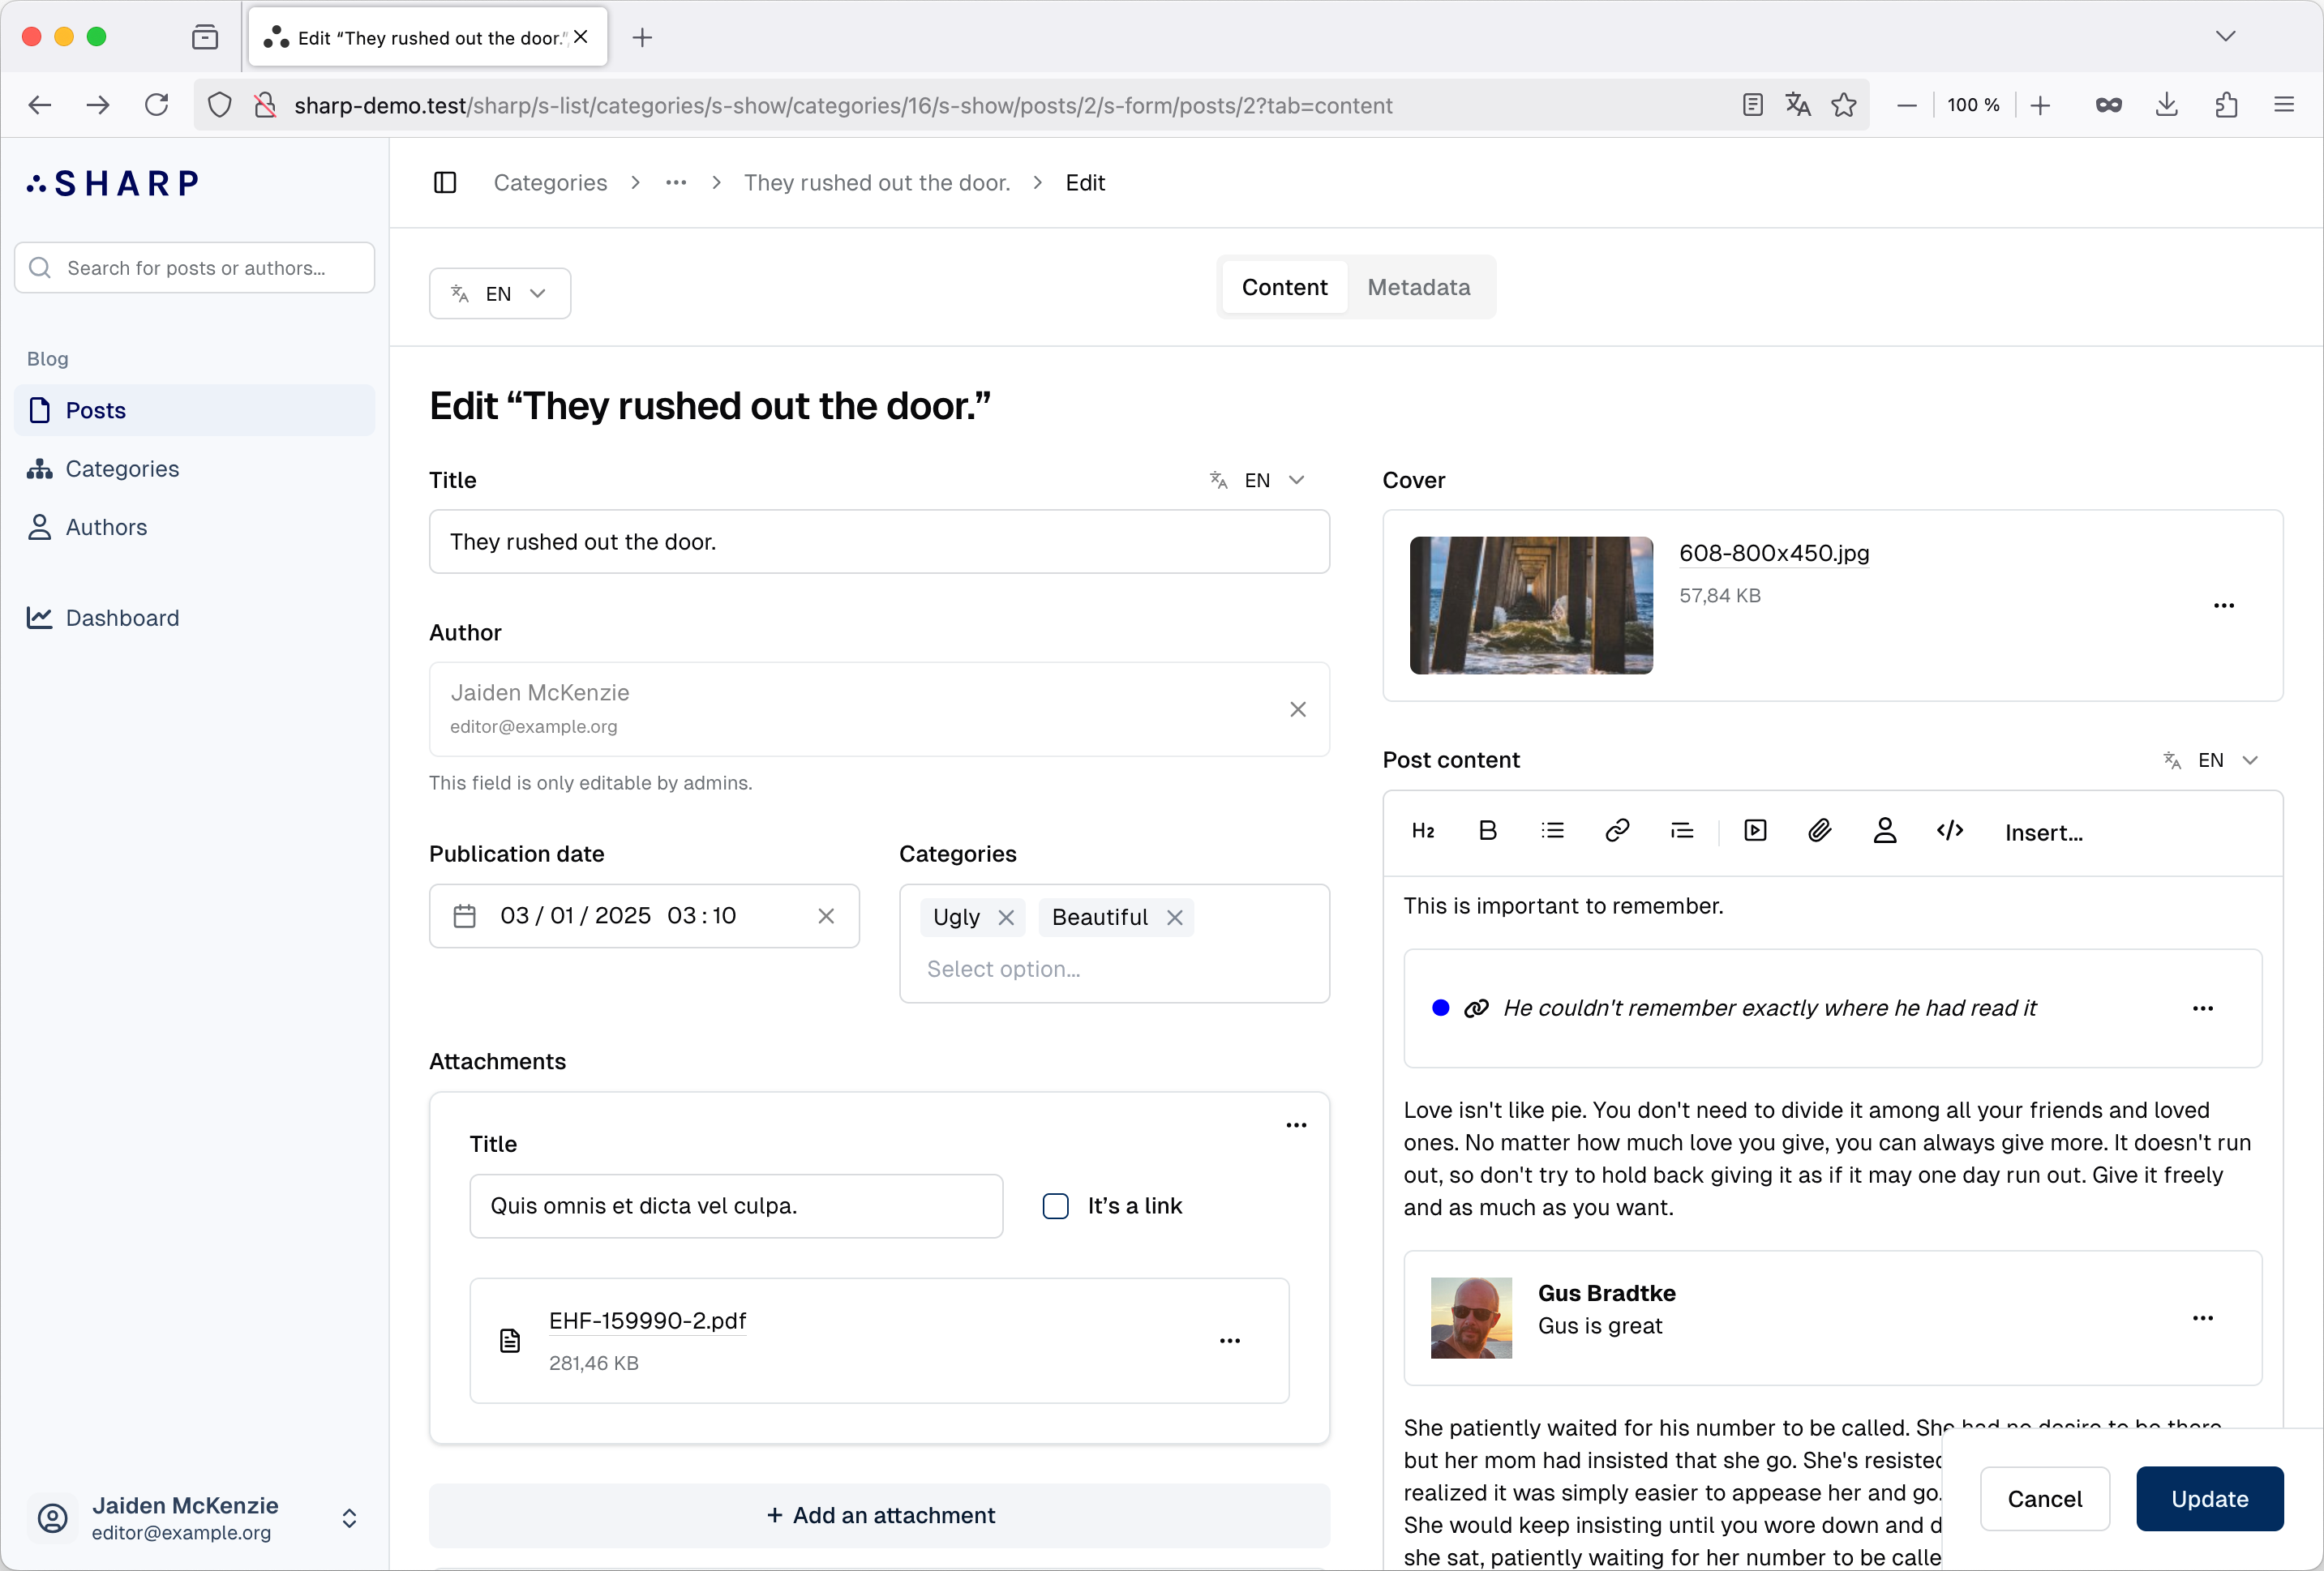 Edit “They rushed out the door.”
sharp-demo.test/sharp/s-list/categories/s-show/categories/16/s-show/posts/2/s-form/posts/2?tab=content
100 %
SHARP
Search for posts or authors...
Blog
Posts
Categories
Authors
Dashboard
Jaiden McKenzie
editor@example.org
Categories
They rushed out the door.
Edit
EN
Content
Metadata
Edit “They rushed out the door.”
Title
EN
They rushed out the door.
Author
Jaiden McKenzie
editor@example.org
This field is only editable by admins.
Publication date
03 / 01 / 2025 03 : 10
Categories
Ugly
Beautiful
Select option...
Attachments
Title
Quis omnis et dicta vel culpa.
It’s a link
EHF-159990-2.pdf
281,46 KB
+ Add an attachment
Cover
608-800x450.jpg
57,84 KB
Post content
EN
H2
B
Insert...
This is important to remember.
He couldn't remember exactly where he had read it
Love isn't like pie. You don't need to divide it among all your friends and loved
ones. No matter how much love you give, you can always give more. It doesn't run
out, so don't try to hold back giving it as if it may one day run out. Give it freely
and as much as you want.
Gus Bradtke
Gus is great
She patiently waited for his number to be called. She had no desire to be there,
but her mom had insisted that she go. She's resisted
realized it was simply easier to appease her and go.
She would keep insisting until you wore down and d
she sat, patiently waiting for her number to be calle
Cancel
Update